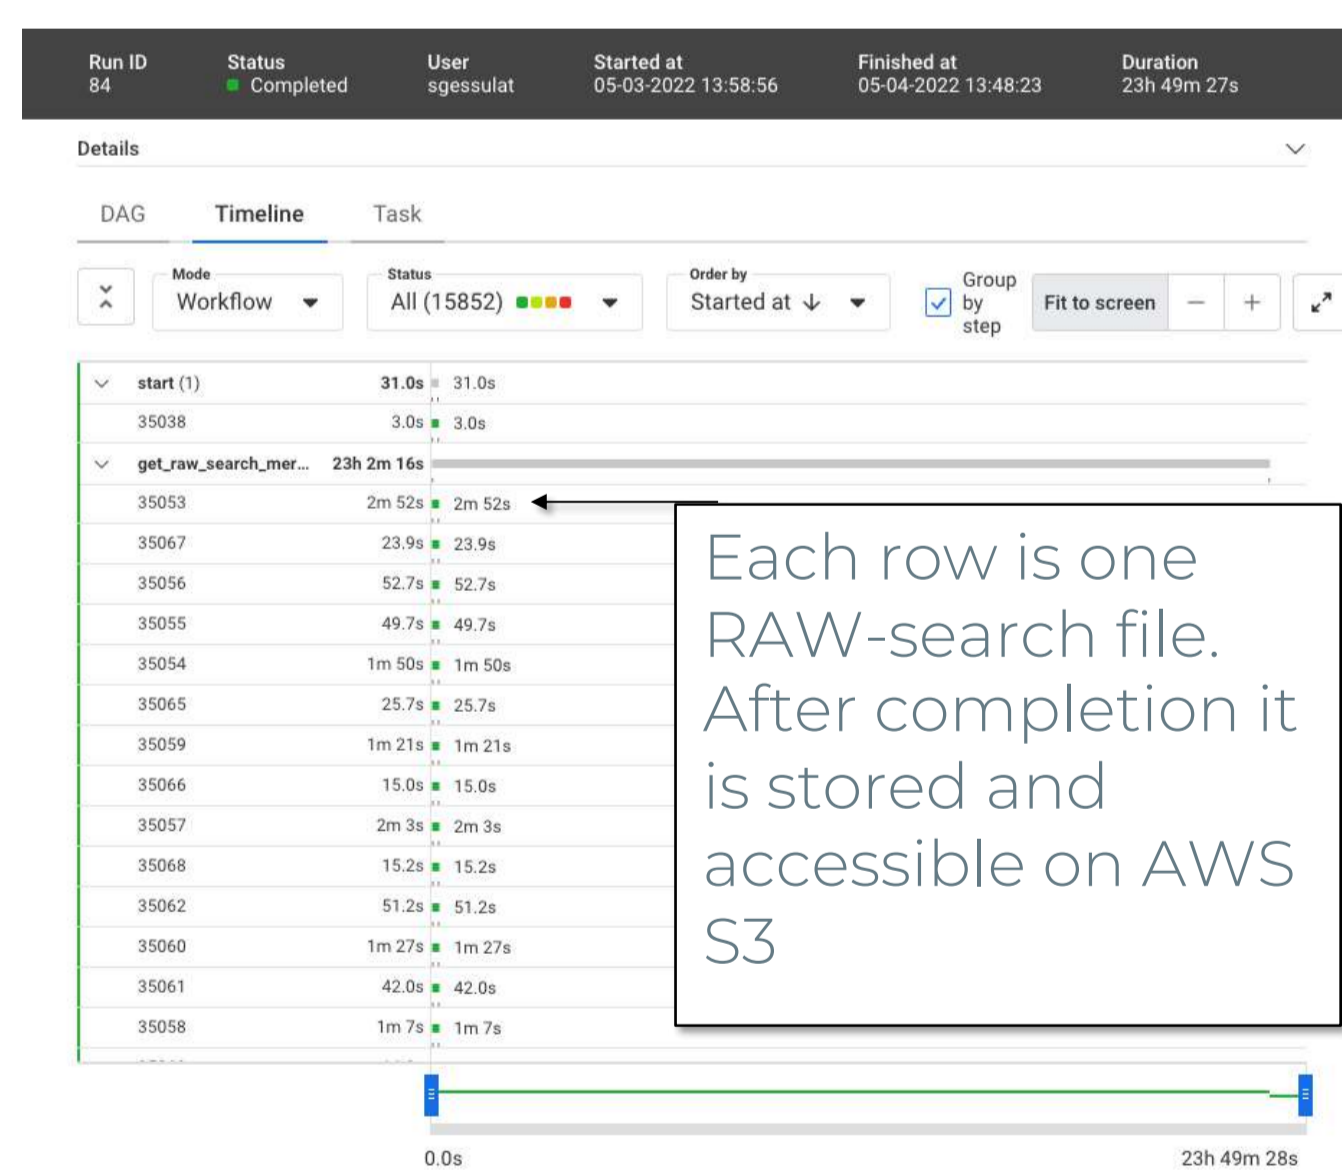 Run ID Status User Started at Finished at Duration
84 Completed sgessulat 05-03-2022 13:58:56 05-04-2022 13:48:23 23h 49m 27s
Details
DAG Timeline Task
Mode Status Order by
Workflow All (15852) Started at ↓
Group
by
step
Fit to screen − +
start (1) 31.0s 31.0s
35038 3.0s 3.0s
get_raw_search_mer... 23h 2m 16s
35053 2m 52s 2m 52s
35067 23.9s 23.9s
35056 52.7s 52.7s
35055 49.7s 49.7s
35054 1m 50s 1m 50s
35065 25.7s 25.7s
35059 1m 21s 1m 21s
35066 15.0s 15.0s
35057 2m 3s 2m 3s
35068 15.2s 15.2s
35062 51.2s 51.2s
35060 1m 27s 1m 27s
35061 42.0s 42.0s
35058 1m 7s 1m 7s
Each row is one
RAW-search file.
After completion it
is stored and
accessible on AWS
S3
0.0s 23h 49m 28s